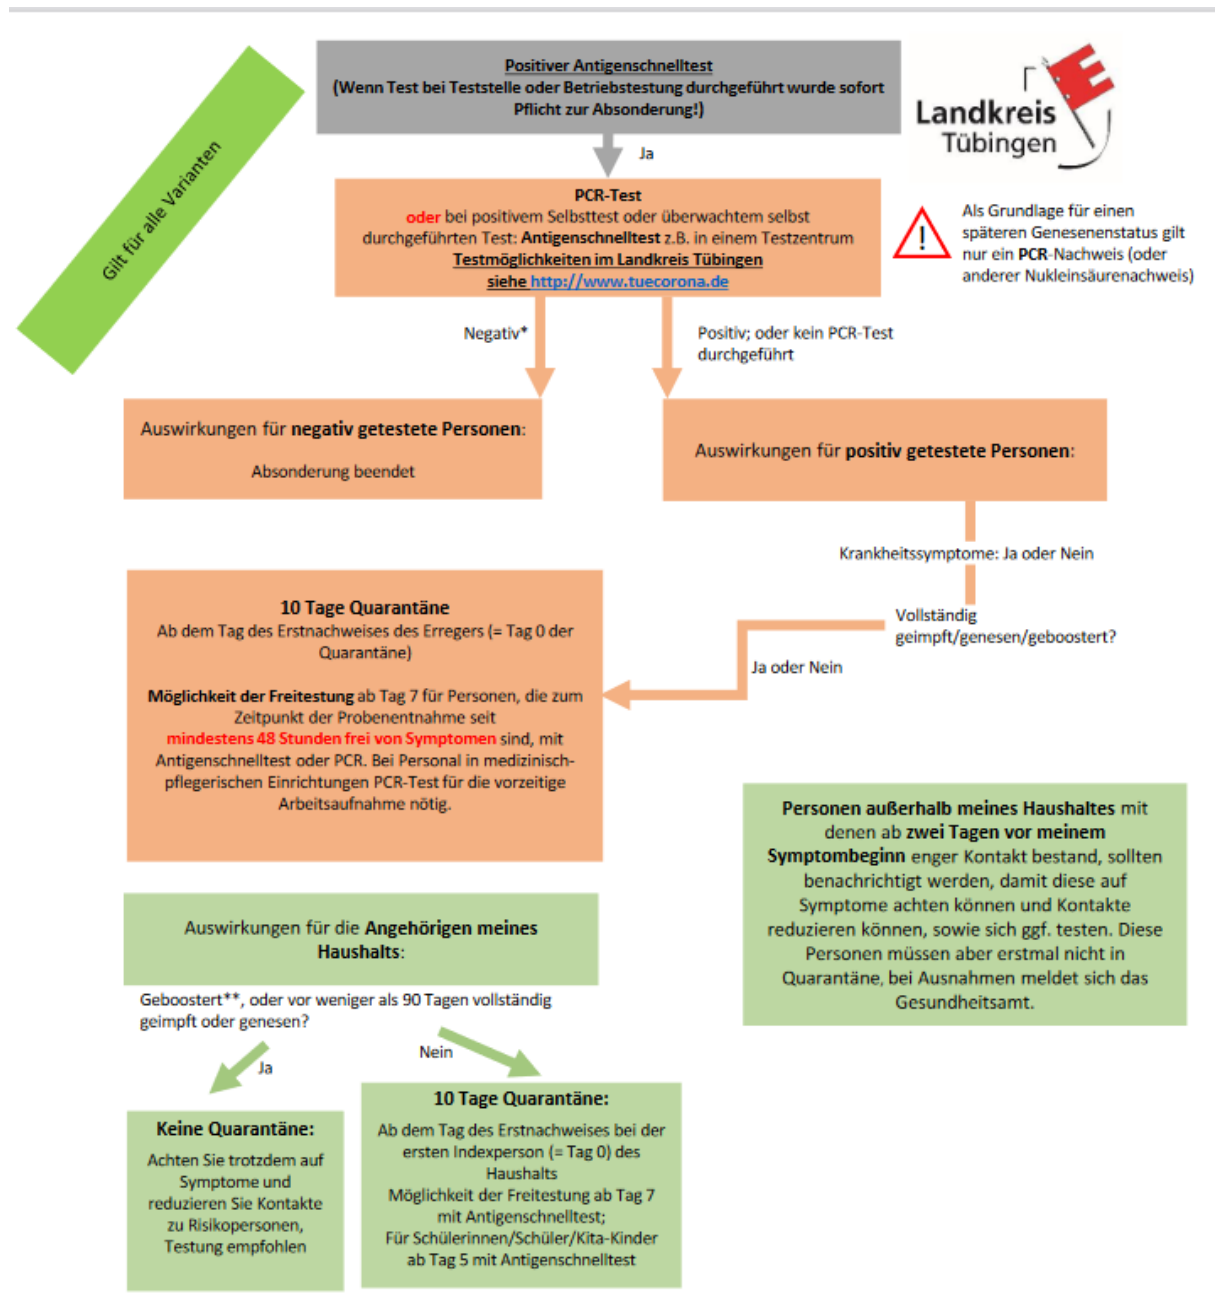 Positiver Antigenschnelltest
(Wenn Test bei Teststelle oder Betriebstestung durchgeführt wurde sofort
Pflicht zur Absonderung!)
Landkreis
Tübingen
Gilt für alle Varianten
Ja
PCR-Test
oder bei positivem Selbsttest oder überwachtem selbst
durchgeführten Test: Antigenschnelltest z.B. in einem Testzentrum
Testmöglichkeiten im Landkreis Tübingen
siehe http://www.tuecorona.de
!
Als Grundlage für einen
späteren Genesenenstatus gilt
nur ein PCR-Nachweis (oder
anderer Nukleinsäurenachweis)
Negativ*
Positiv; oder kein PCR-Test
durchgeführt
Auswirkungen für negativ getestete Personen:
Absonderung beendet
Auswirkungen für positiv getestete Personen:
Krankheitssymptome: Ja oder Nein
Vollständig
geimpft/genesen/geboostert?
Ja oder Nein
10 Tage Quarantäne
Ab dem Tag des Erstnachweises des Erregers (= Tag 0 der
Quarantäne)
Möglichkeit der Freitestung ab Tag 7 für Personen, die zum
Zeitpunkt der Probenentnahme seit
mindestens 48 Stunden frei von Symptomen sind, mit
Antigenschnelltest oder PCR. Bei Personal in medizinisch-
pflegerischen Einrichtungen PCR-Test für die vorzeitige
Arbeitsaufnahme nötig.
Personen außerhalb meines Haushaltes mit
denen ab zwei Tagen vor meinem
Symptombeginn enger Kontakt bestand, sollten
benachrichtigt werden, damit diese auf
Symptome achten können und Kontakte
reduzieren können, sowie sich ggf. testen. Diese
Personen müssen aber erstmal nicht in
Quarantäne, bei Ausnahmen meldet sich das
Gesundheitsamt.
Auswirkungen für die Angehörigen meines
Haushalts:
Geboostert**, oder vor weniger als 90 Tagen vollständig
geimpft oder genesen?
Ja
Nein
Keine Quarantäne:
Achten Sie trotzdem auf
Symptome und
reduzieren Sie Kontakte
zu Risikopersonen,
Testung empfohlen
10 Tage Quarantäne:
Ab dem Tag des Erstnachweises bei der
ersten Indexperson (= Tag 0) des
Haushalts
Möglichkeit der Freitestung ab Tag 7
mit Antigenschnelltest;
Für Schülerinnen/Schüler/Kita-Kinder
ab Tag 5 mit Antigenschnelltest